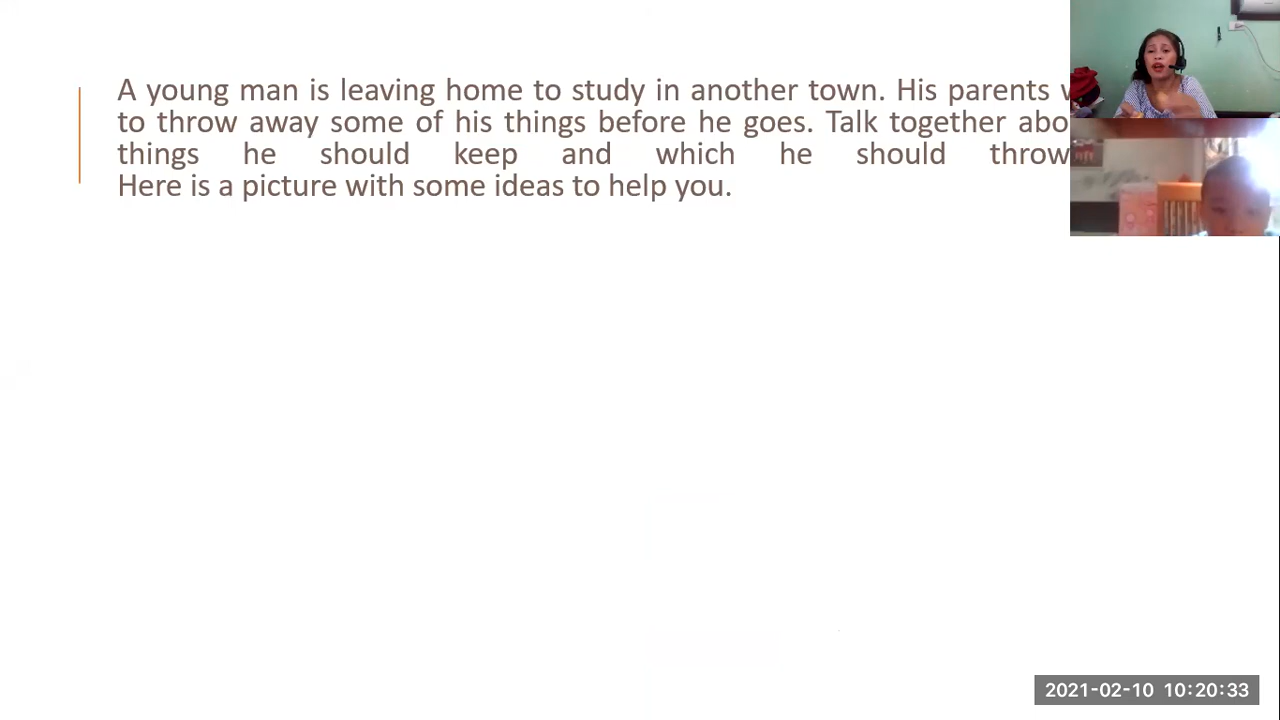 A young man is leaving home to study in another town. His parents
to throw away some of his things before he goes. Talk together
things he should keep and which he should throw
Here is a picture with some ideas to help you.
2021-02-10 10:20:33